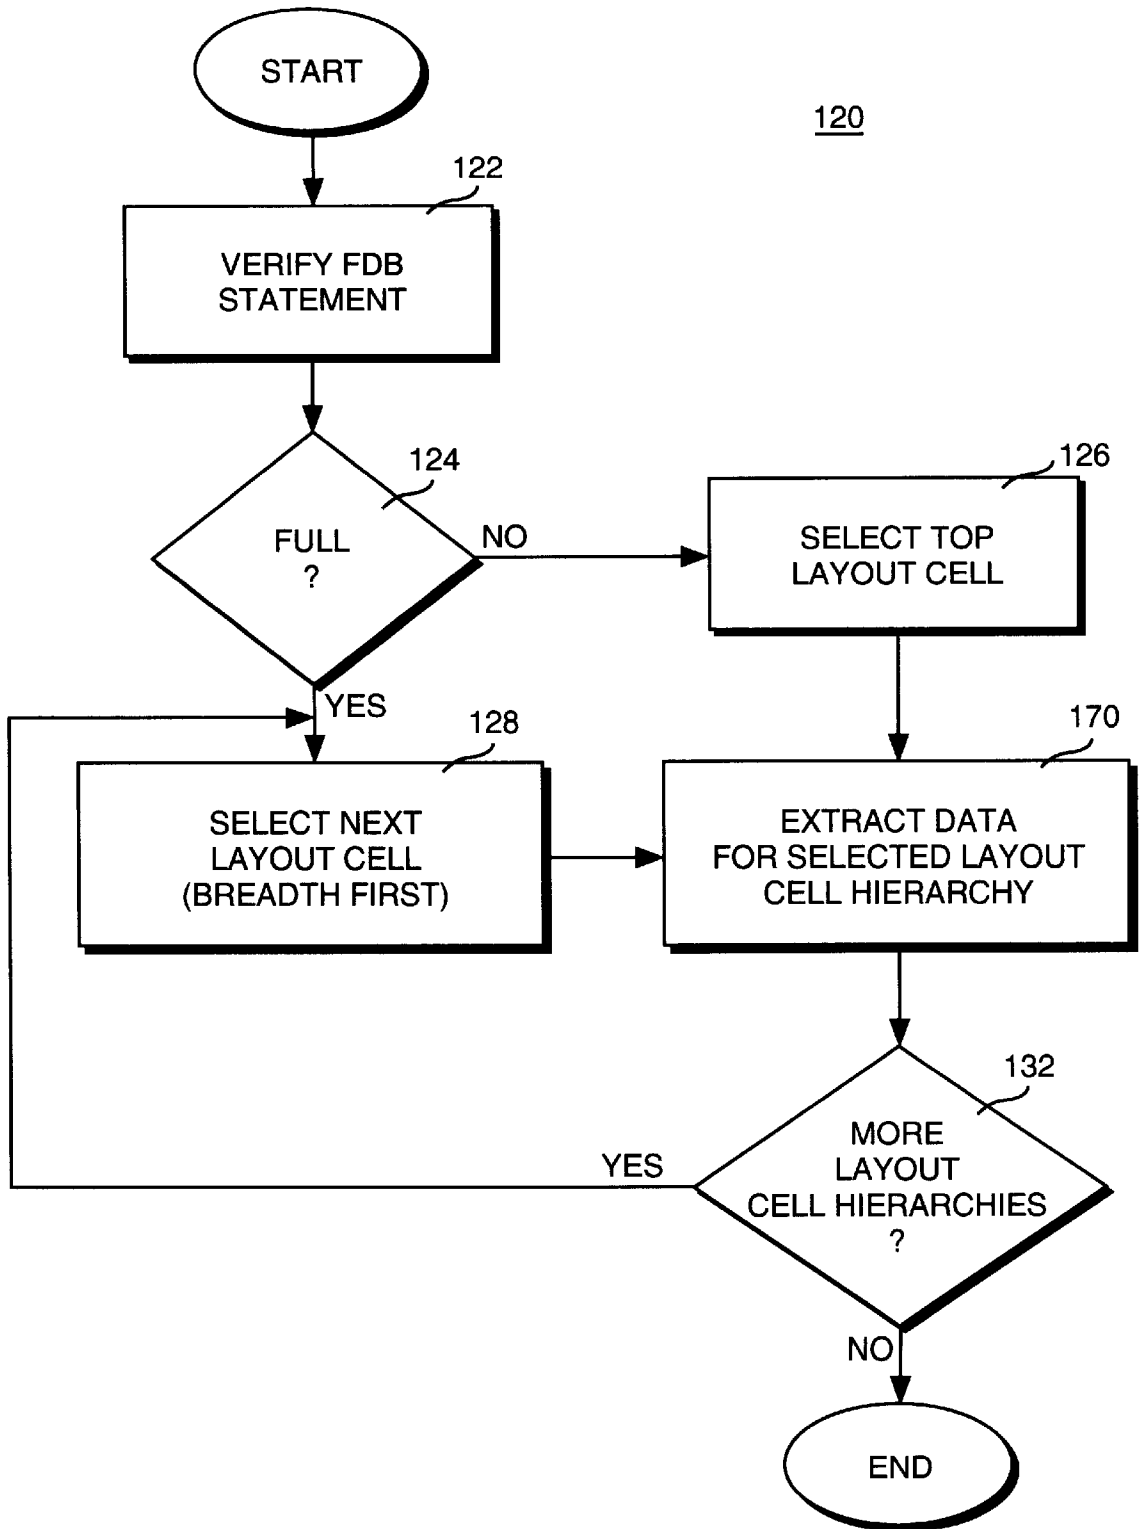 START
120
122
VERIFY FDB
STATEMENT
124
FULL
?
NO
126
SELECT TOP
LAYOUT CELL
YES
128
SELECT NEXT
LAYOUT CELL
(BREADTH FIRST)
170
EXTRACT DATA
FOR SELECTED LAYOUT
CELL HIERARCHY
132
MORE
LAYOUT
CELL HIERARCHIES
?
YES
NO
END